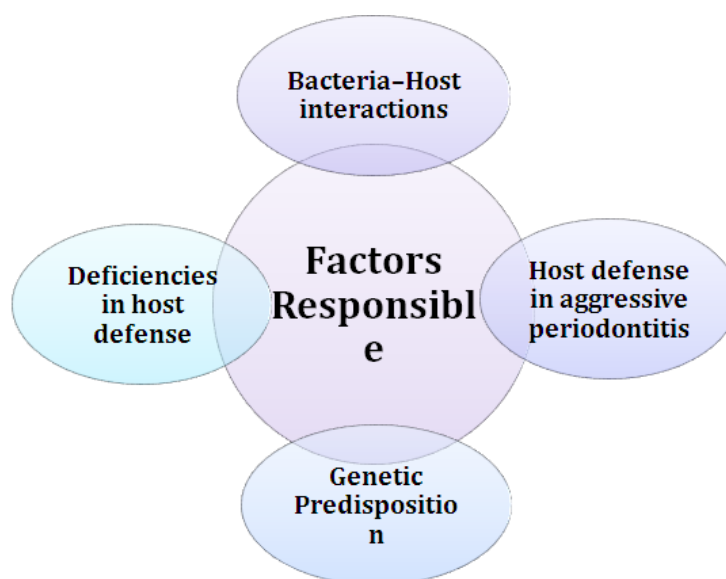 Bacteria–Host
interactions
Deficiencies
in host
defense
Factors
Responsibl
e
Host defense
in aggressive
periodontitis
Genetic
Predispositio
n